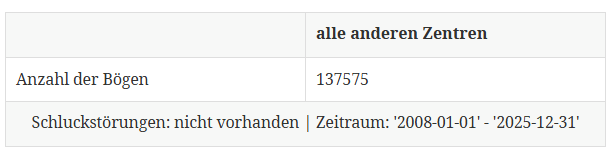 alle anderen Zentren
Anzahl der Bögen 137575
Schluckstörungen: nicht vorhanden | Zeitraum: '2008-01-01' - '2025-12-31'